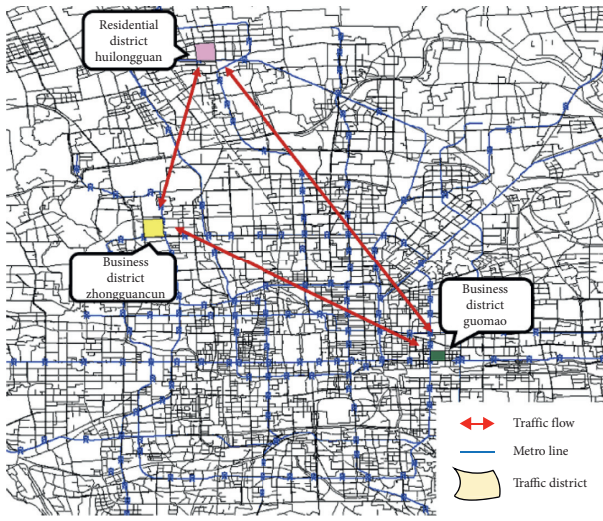 Residential
district
huilongguan
Business
district
zhongguancun
Business
district
guomao
Traffic flow
Metro line
Traffic district